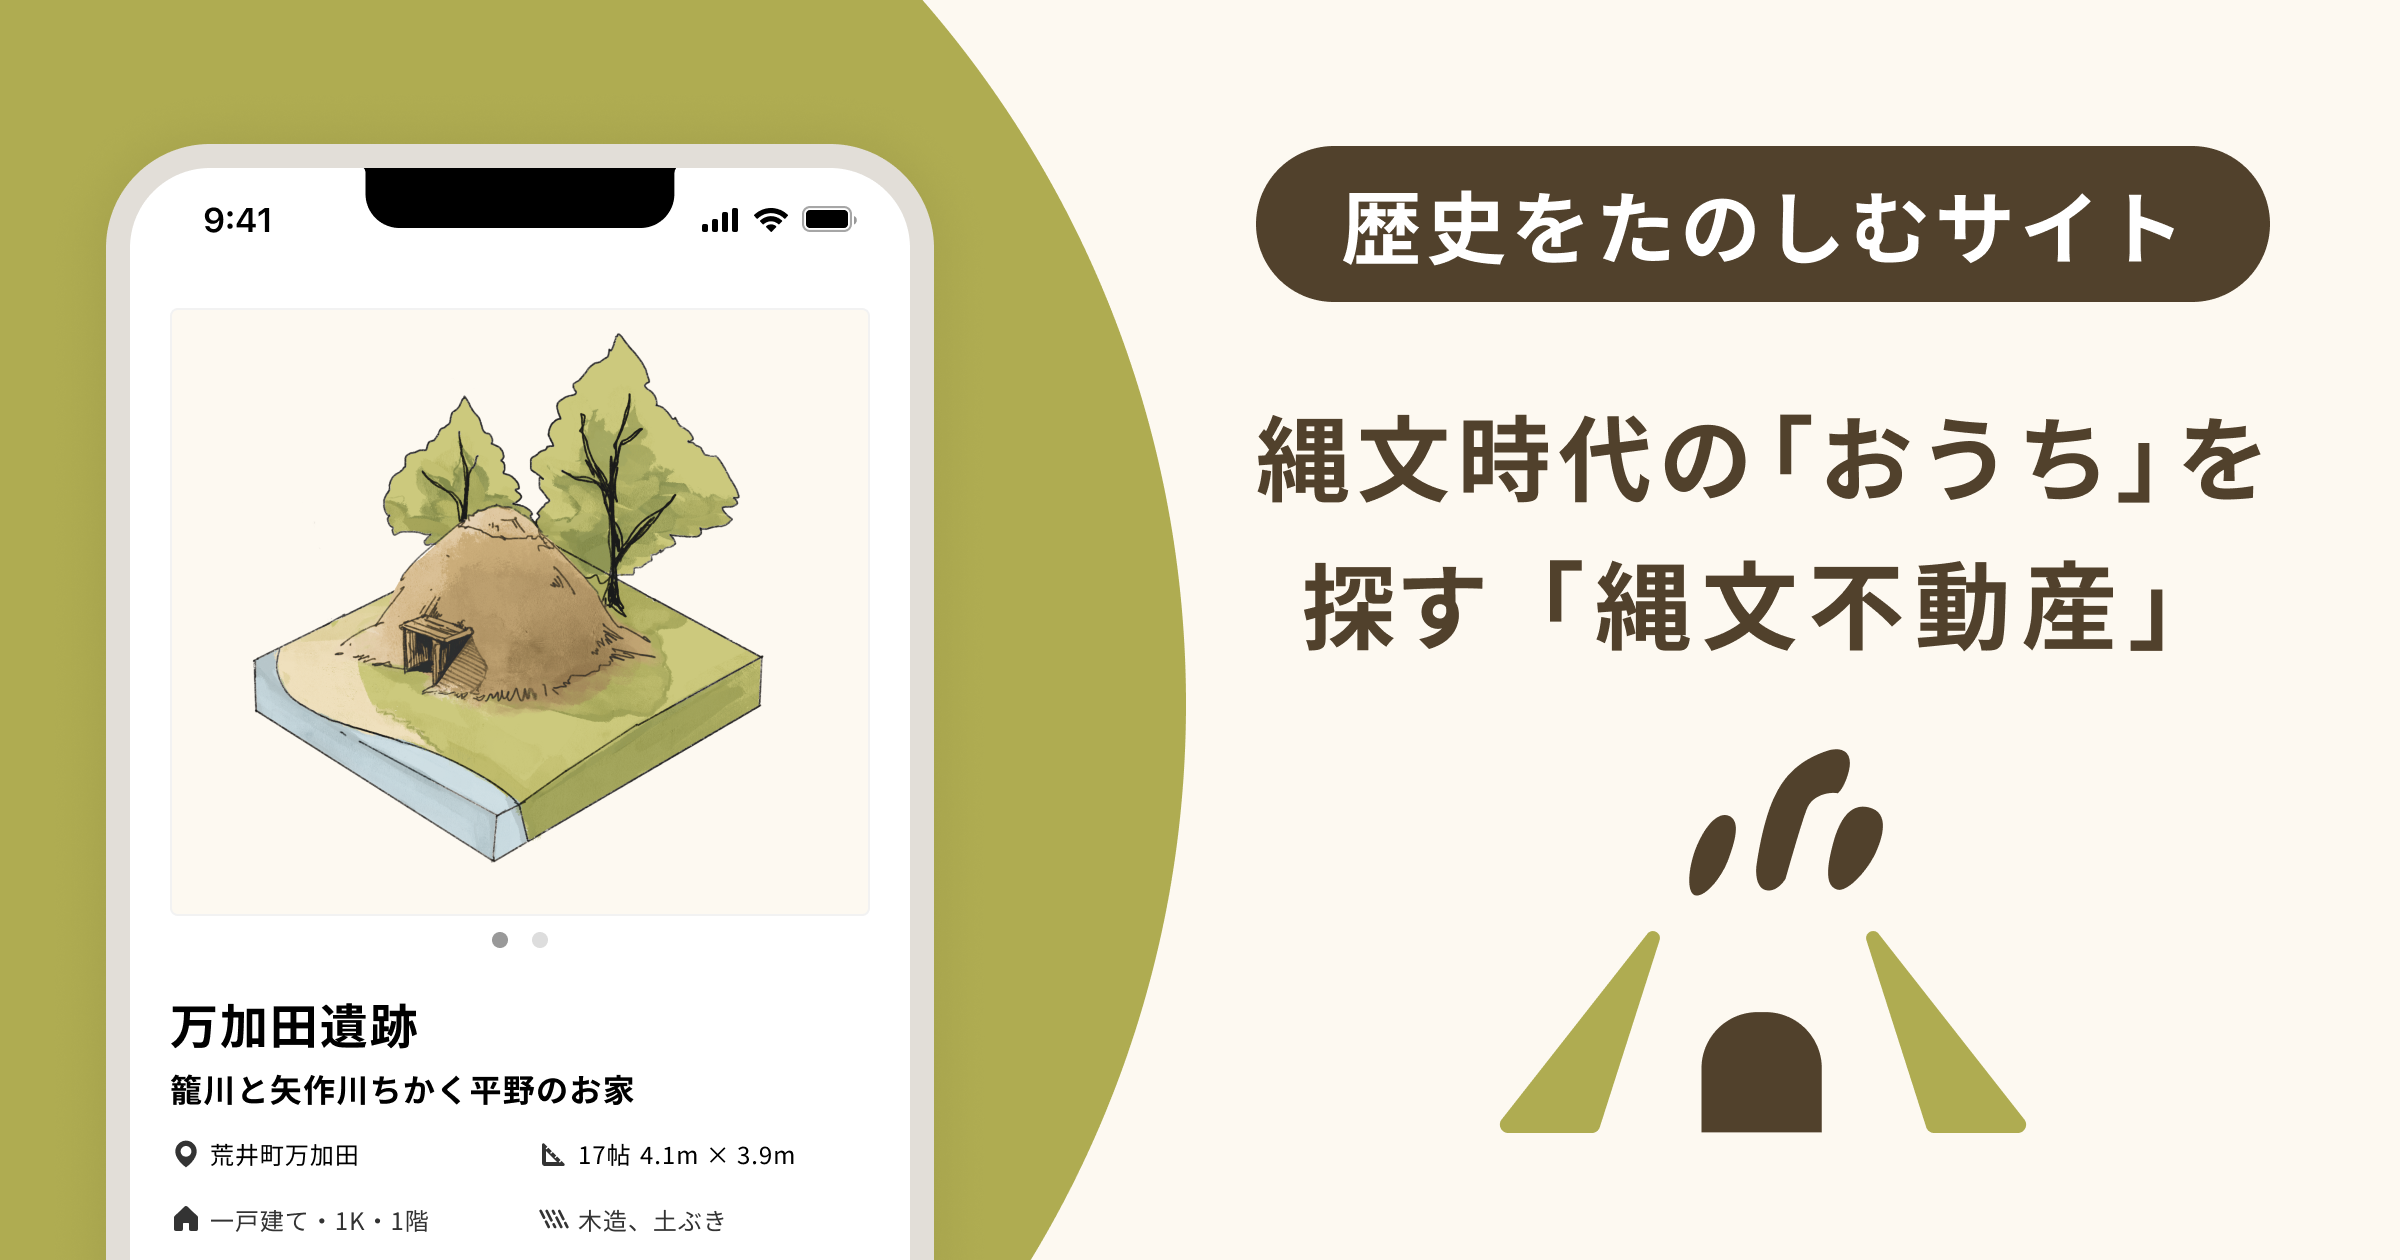 9:41
万加田遺跡
籠川と矢作川ちかく平野のお家
荒井町万加田
17帖 4.1m × 3.9m
一戸建て・1K・1階
木造、土ぶき
歴史をたのしむサイト
縄文時代の「おうち」を
探す「縄文不動産」